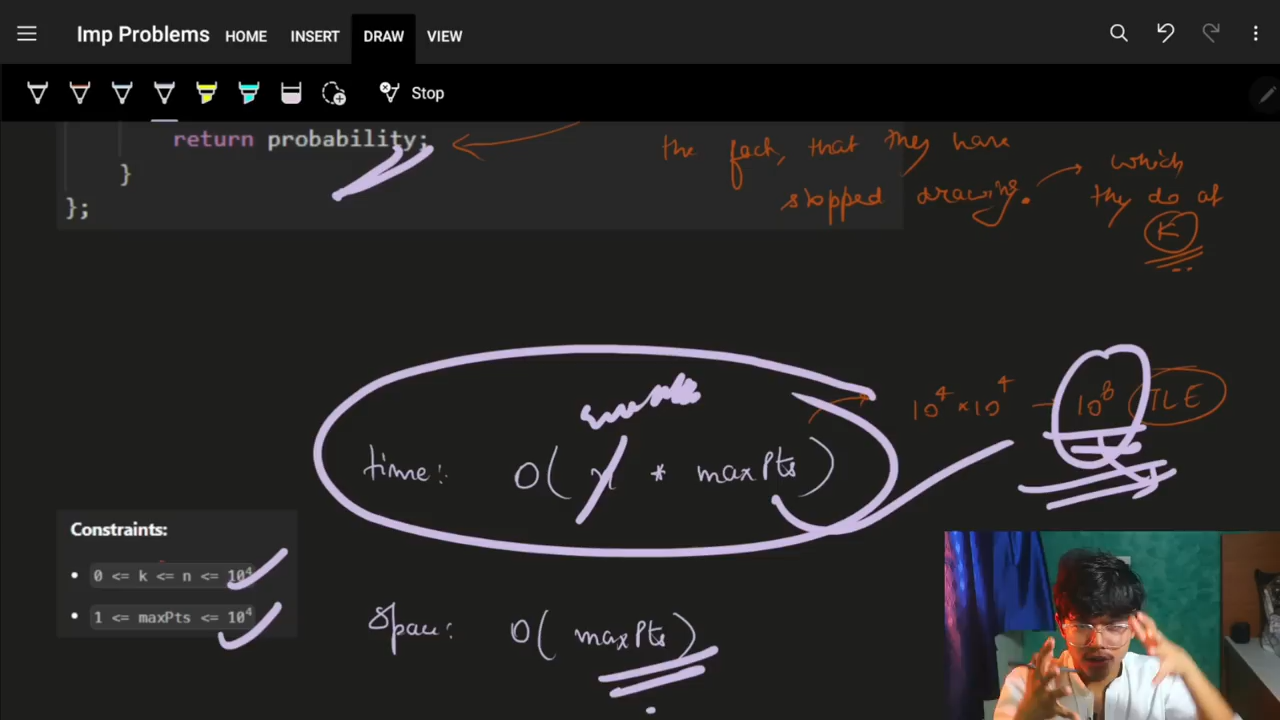 Imp Problems HOME INSERT DRAW VIEW
Stop
return probability;
}
};
the fact, that they have
stopped drawing.
which
they do at
K
time: O( n * maxPts)
10^4 × 10^4 - 10^8 TLE
Constraints:
0 <= k <= n <= 10^4
1 <= maxPts <= 10^4
Space: O( maxPts)